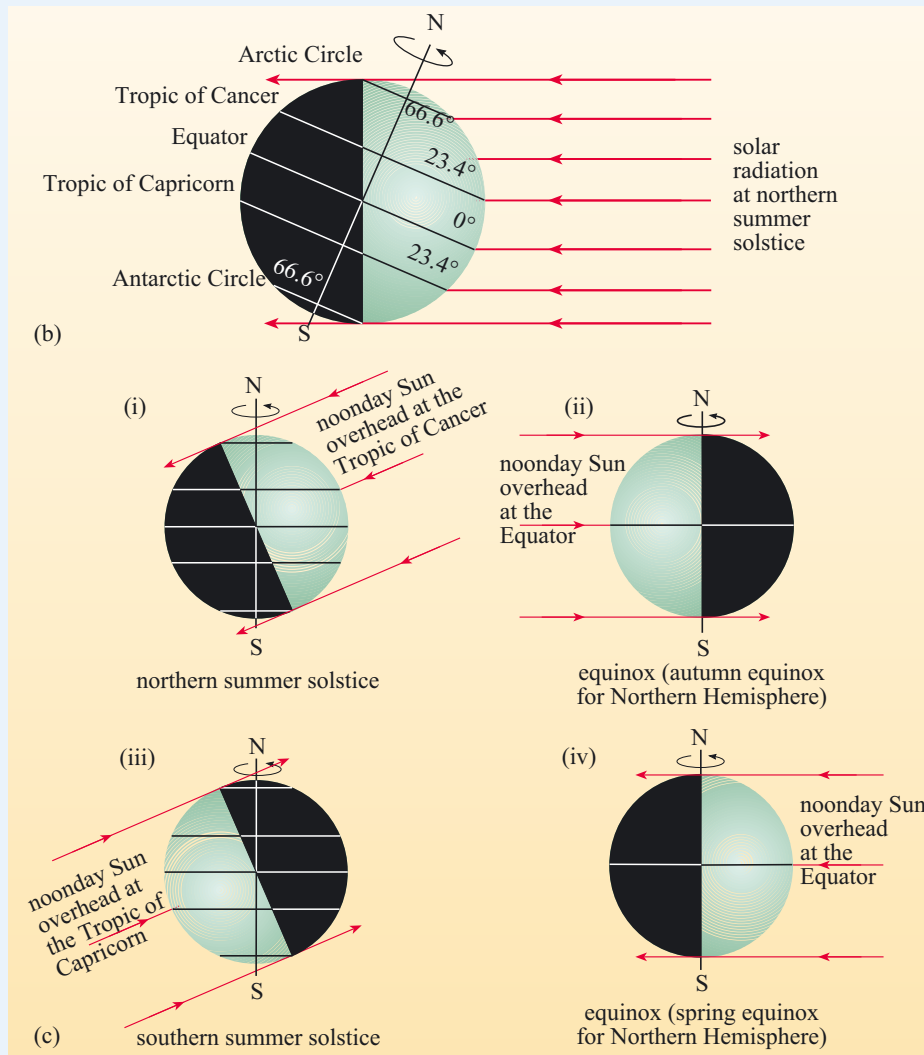 N
Arctic Circle
Tropic of Cancer
Equator
Tropic of Capricorn
Antarctic Circle
66.6°
23.4°
0°
23.4°
66.6°
S
solar
radiation
at northern
summer
solstice
(b)
(i)
N
noonday Sun
overhead at the
Tropic of Cancer
S
northern summer solstice
(ii)
N
noonday Sun
overhead
at the
Equator
S
equinox (autumn equinox
for Northern Hemisphere)
(iii)
N
noonday Sun
overhead at
the Tropic of
Capricorn
S
southern summer solstice
(iv)
N
noonday Sun
overhead
at the
Equator
S
equinox (spring equinox
for Northern Hemisphere)
(c)